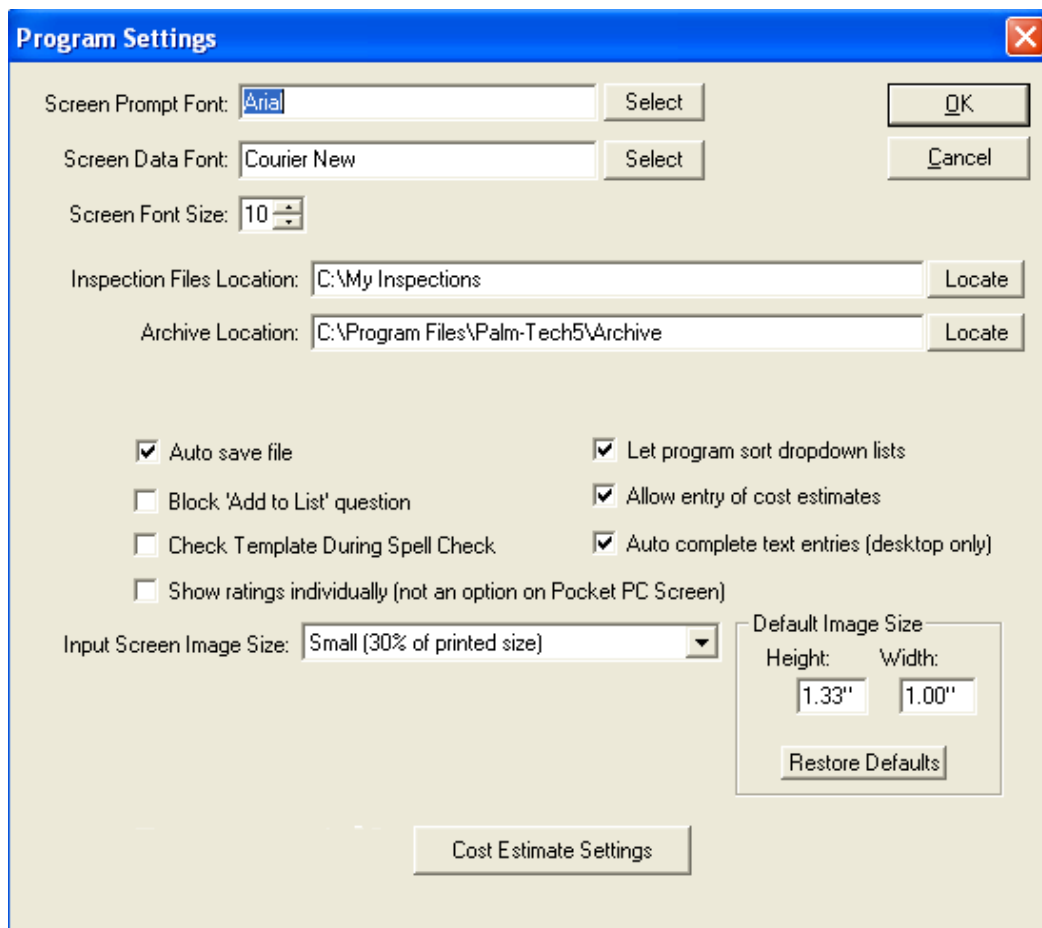 Program Settings
Screen Prompt Font: Arial Select OK
Screen Data Font: Courier New Select Cancel
Screen Font Size: 10
Inspection Files Location: C:\My Inspections Locate
Archive Location: C:\Program Files\Palm-Tech5\Archive Locate
Auto save file Let program sort dropdown lists
Block 'Add to List' question Allow entry of cost estimates
Check Template During Spell Check Auto complete text entries (desktop only)
Show ratings individually (not an option on Pocket PC Screen)
Input Screen Image Size: Small (30% of printed size) Default Image Size
Height: Width:
1.33" 1.00"
Restore Defaults
Cost Estimate Settings